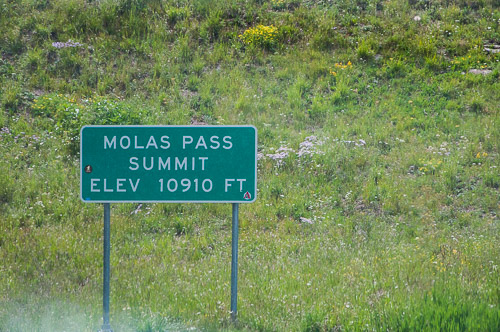 MOLAS PASS
SUMMIT
ELEV 10910 FT